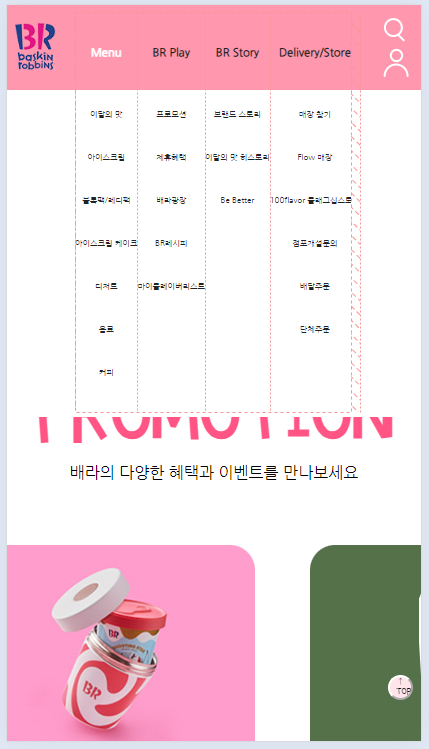 BR
baskin
robbins
Menu BR Play BR Story Delivery/Store
이달의 맛 프로모션 브랜드 스토리 매장 찾기
아이스크림 제휴혜택 이달의 맛 히스토리 Flow 매장
블록팩/레디팩 배라광장 Be Better 100flavor 플래그십스토
아이스크림 케이크 BR레시피 점포개설문의
디저트 마이플레이버리스트 배달주문
음료 단체주문
커피
PROMOTION
배라의 다양한 혜택과 이벤트를 만나보세요
BR
BR
↑
TOP